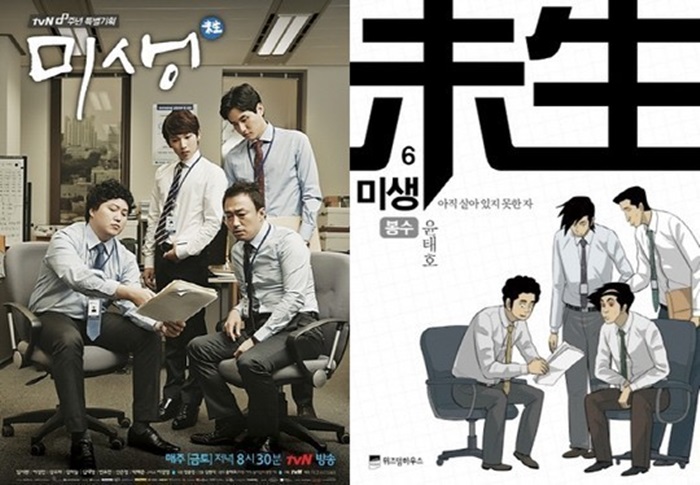 tvN 8주년 특별기획
미생
未生
매주 [금토] 저녁 8시 30분 tvN 방송
未生
6
미생
아직 살아 있지 못한 자
봄수
윤태호
위즈덤하우스